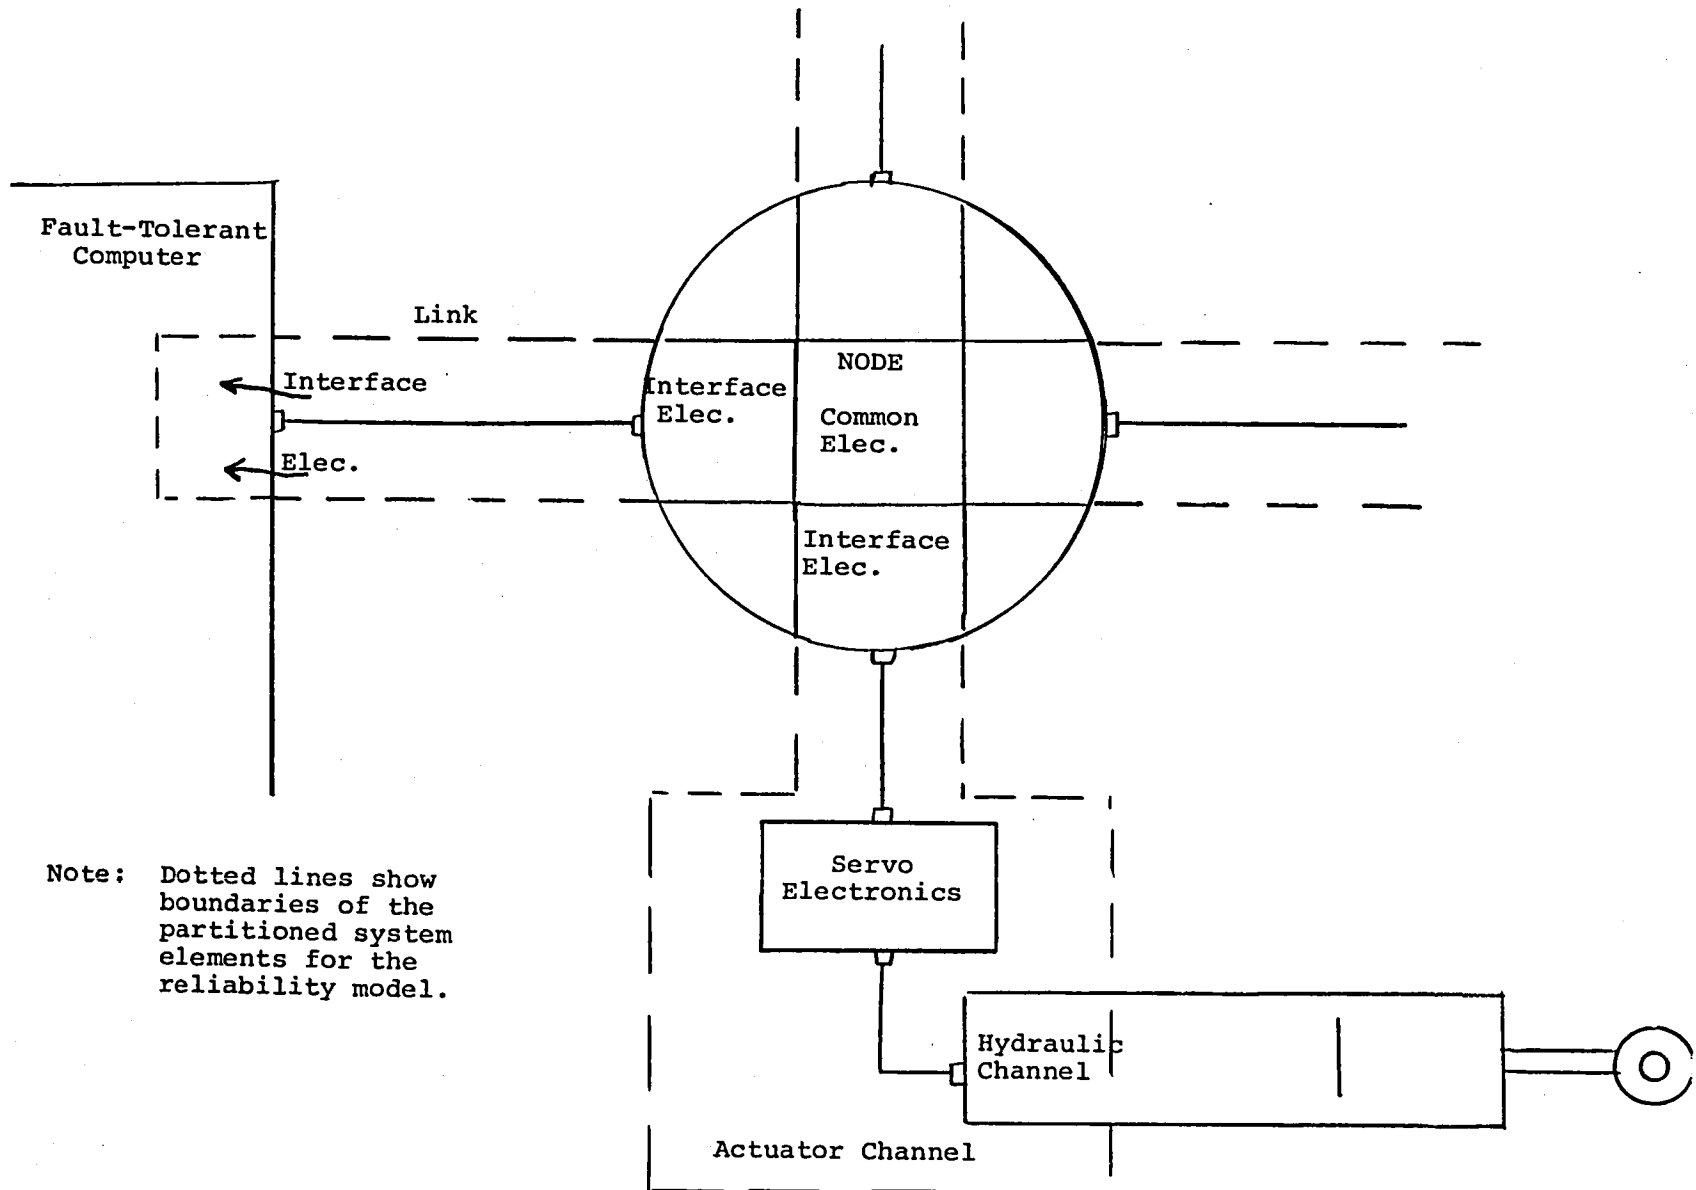 Fault-Tolerant
Computer
Link
Interface
Elec.
Interface
Elec.
NODE
Common
Elec.
Interface
Elec.
Servo
Electronics
Note: Dotted lines show
boundaries of the
partitioned system
elements for the
reliability model.
Hydraulic
Channel
Actuator Channel